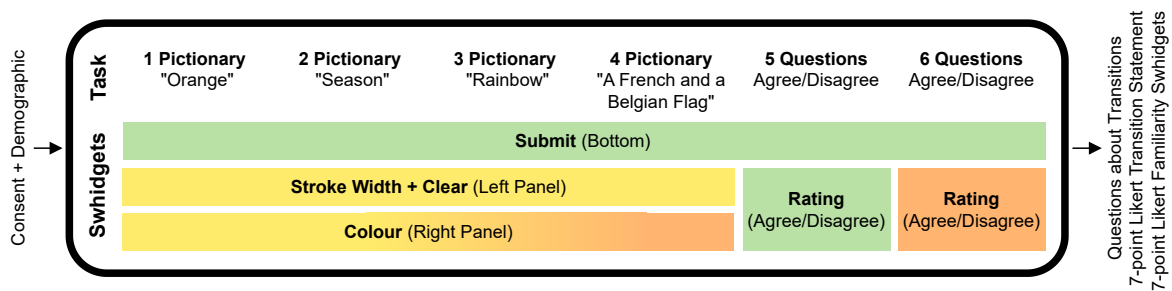 Consent + Demographic
Task
1 Pictionary
"Orange"
2 Pictionary
"Season"
3 Pictionary
"Rainbow"
4 Pictionary
"A French and a
Belgian Flag"
5 Questions
Agree/Disagree
6 Questions
Agree/Disagree
Swhidgets
Submit (Bottom)
Stroke Width + Clear (Left Panel)
Colour (Right Panel)
Rating
(Agree/Disagree)
Rating
(Agree/Disagree)
Questions about Transitions
7-point Likert Transition Statement
7-point Likert Familiarity Swhidgets